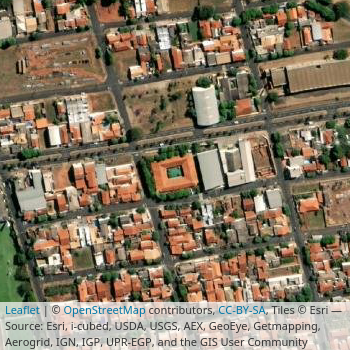 Leaflet | © OpenStreetMap contributors, CC-BY-SA, Tiles © Esri —
Source: Esri, i-cubed, USDA, USGS, AEX, GeoEye, Getmapping,
Aerogrid, IGN, IGP, UPR-EGP, and the GIS User Community